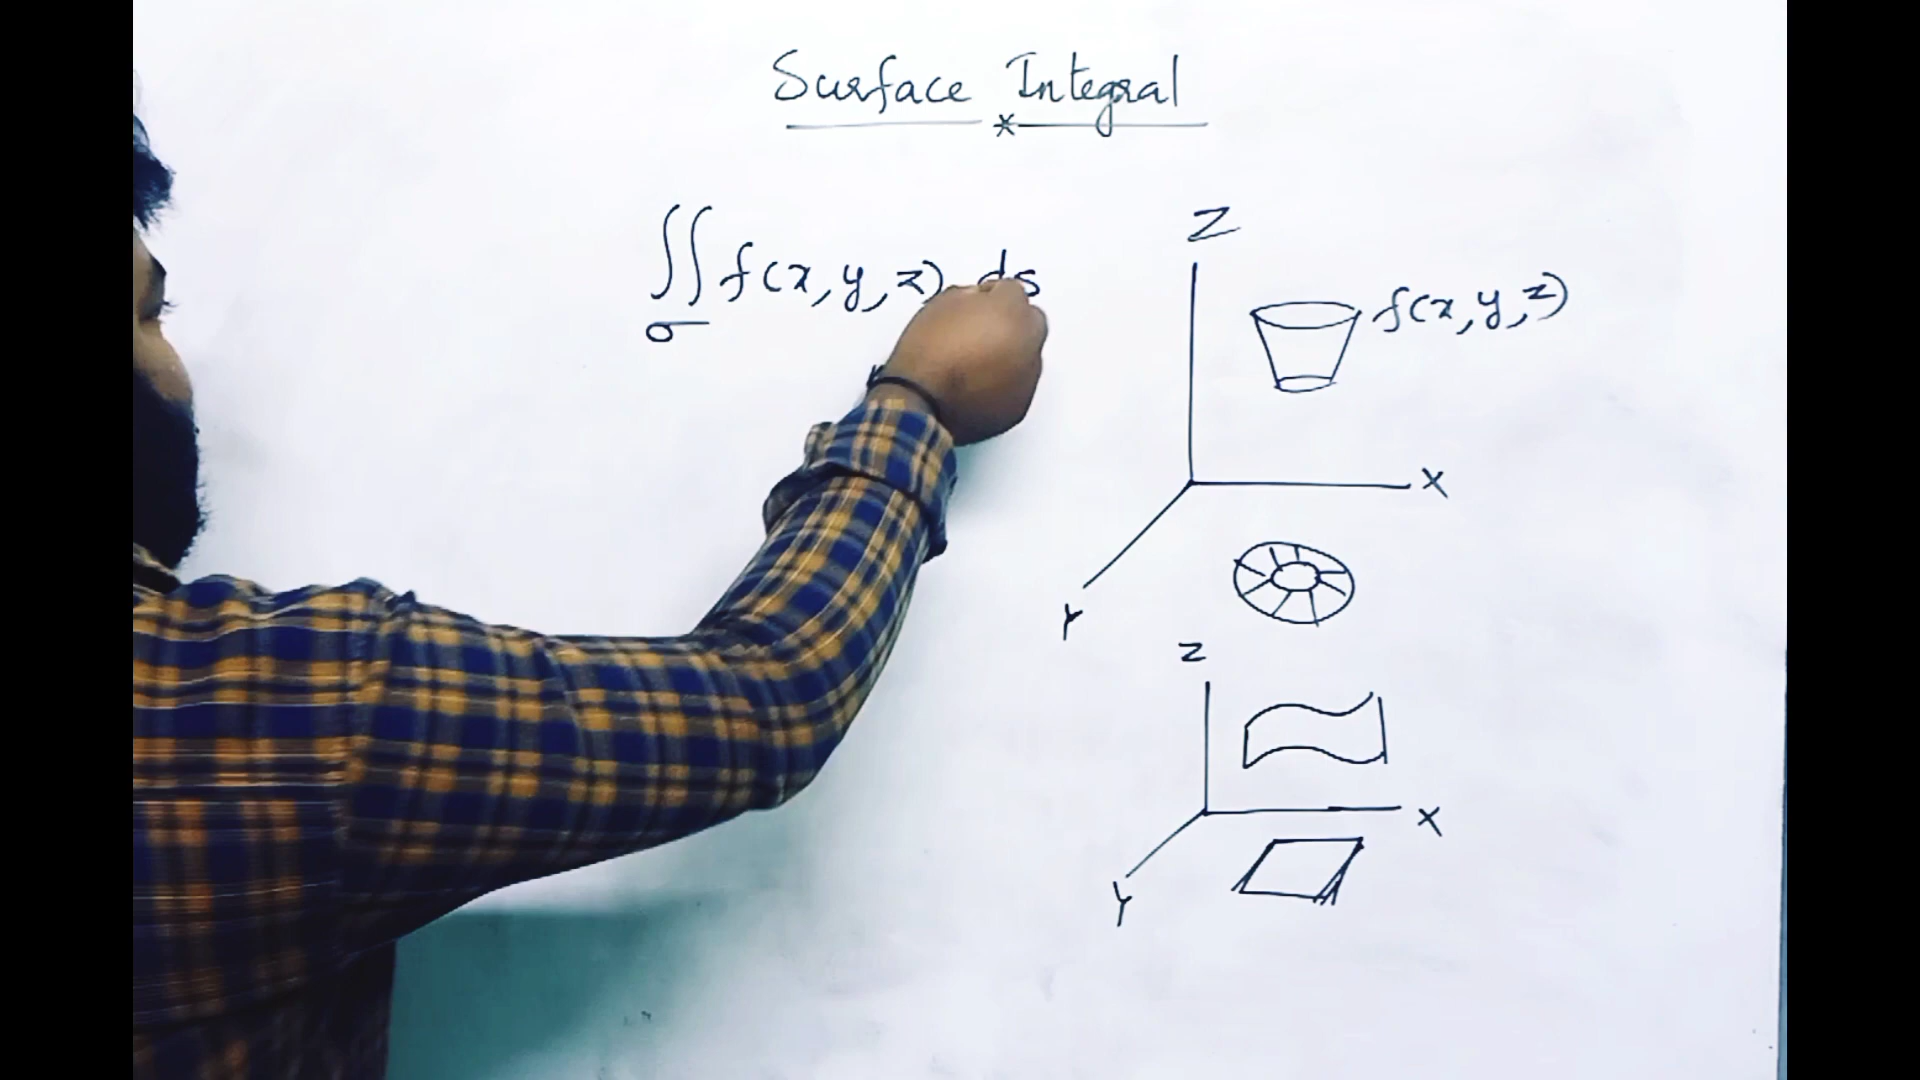 Surface Integral
∬ f(x,y,z) ds
σ
Z
f(x,y,z)
X
Y
Z
X
Y